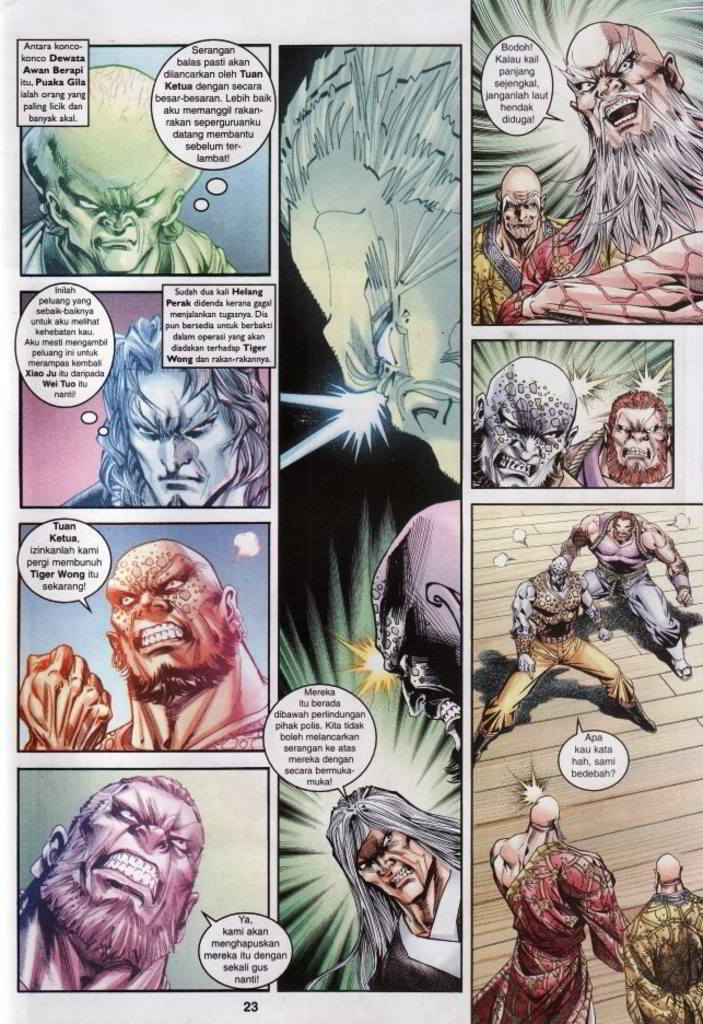 Antara konco-
konco Dewata
Awan Berapi
itu, Puaka Gila
ialah orang yang
paling licik dan
banyak akal.
Serangan
balas pasti akan
dilancarkan oleh Tuan
Ketua dengan secara
besar-besaran. Lebih baik
aku memanggil rakan-
rakan seperguruanku
datang membantu
sebelum ter-
lambat!
Inilah
peluang yang
sebaik-baiknya
untuk aku melihat
kehebatan kau.
Aku mesti mengambil
peluang ini untuk
merampas kembali
Xiao Ju itu daripada
Wei Tuo itu
nanti!
Sudah dua kali Helang
Perak didenda kerana gagal
menjalankan tugasnya. Dia
pun bersedia untuk berbakti
dalam operasi yang akan
diadakan terhadap Tiger
Wong dan rakan-rakannya.
Tuan
Ketua,
izinkanlah kami
pergi membunuh
Tiger Wong itu
sekarang!
Ya,
kami akan
menghapuskan
mereka itu dengan
sekali gus
nanti!
Mereka
itu berada
dibawah perlindungan
pihak polis. Kita tidak
boleh melancarkan
serangan ke atas
mereka dengan
secara bermuka-
muka!
Bodoh!
Kalau kail
panjang
sejengkal,
janganlah laut
hendak
diduga!
Apa
kau kata
hah, sami
bedebah?
23